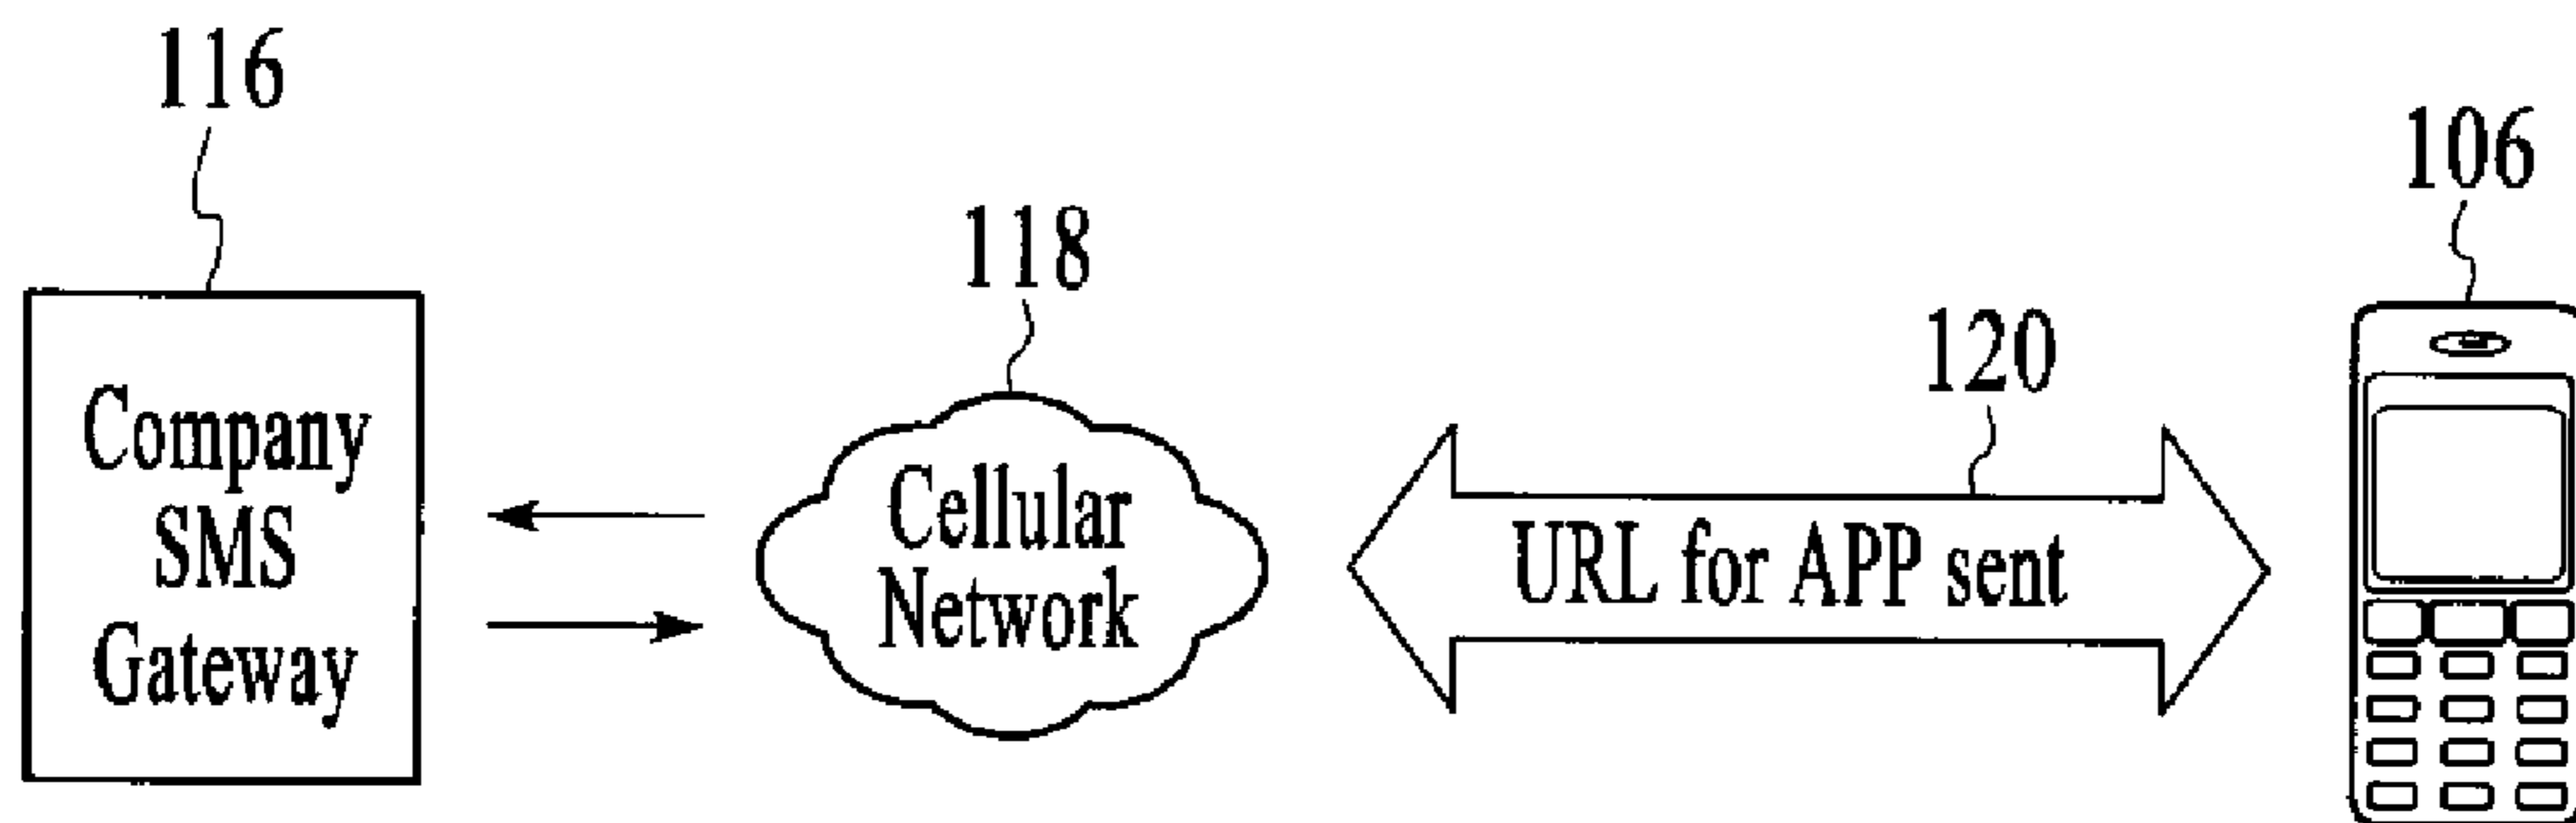 116
118
106
120
Company
SMS
Gateway
Cellular
Network
URL for APP sent